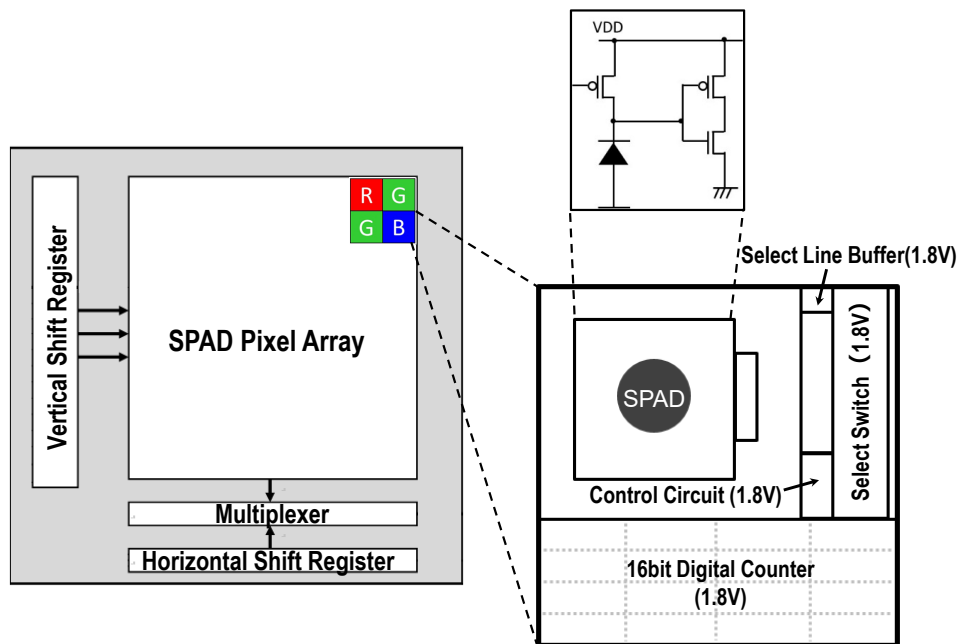 VDD
R G
G B
Vertical Shift Register
SPAD Pixel Array
Multiplexer
Horizontal Shift Register
Select Line Buffer(1.8V)
SPAD
Select Switch (1.8V)
Control Circuit (1.8V)
16bit Digital Counter
(1.8V)